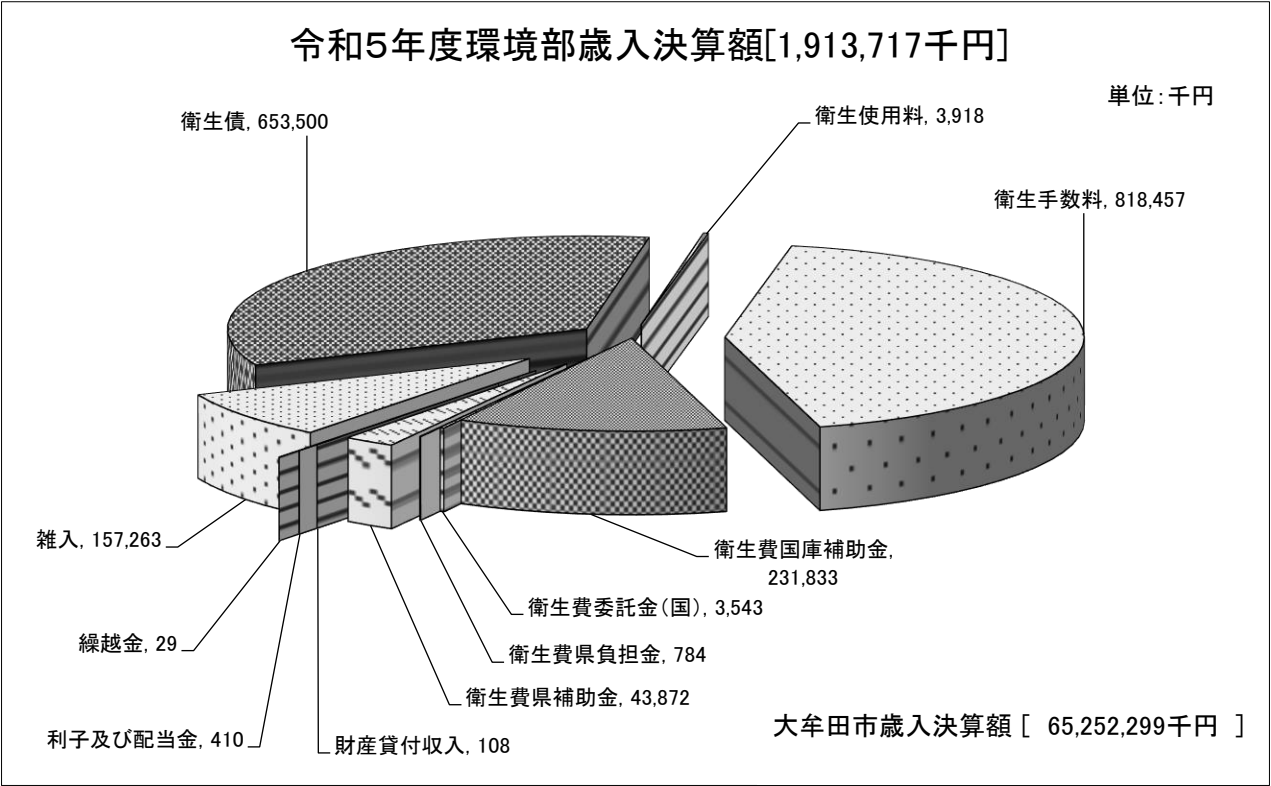 令和5年度環境部歳入決算額[1,913,717千円]
単位：千円
衛生債, 653,500
衛生使用料, 3,918
衛生手数料, 818,457
雑入, 157,263
衛生費国庫補助金,
231,833
衛生費委託金（国）, 3,543
繰越金, 29
衛生費県負担金, 784
衛生費県補助金, 43,872
利子及び配当金, 410
財産貸付収入, 108
大牟田市歳入決算額 [ 65,252,299千円 ]